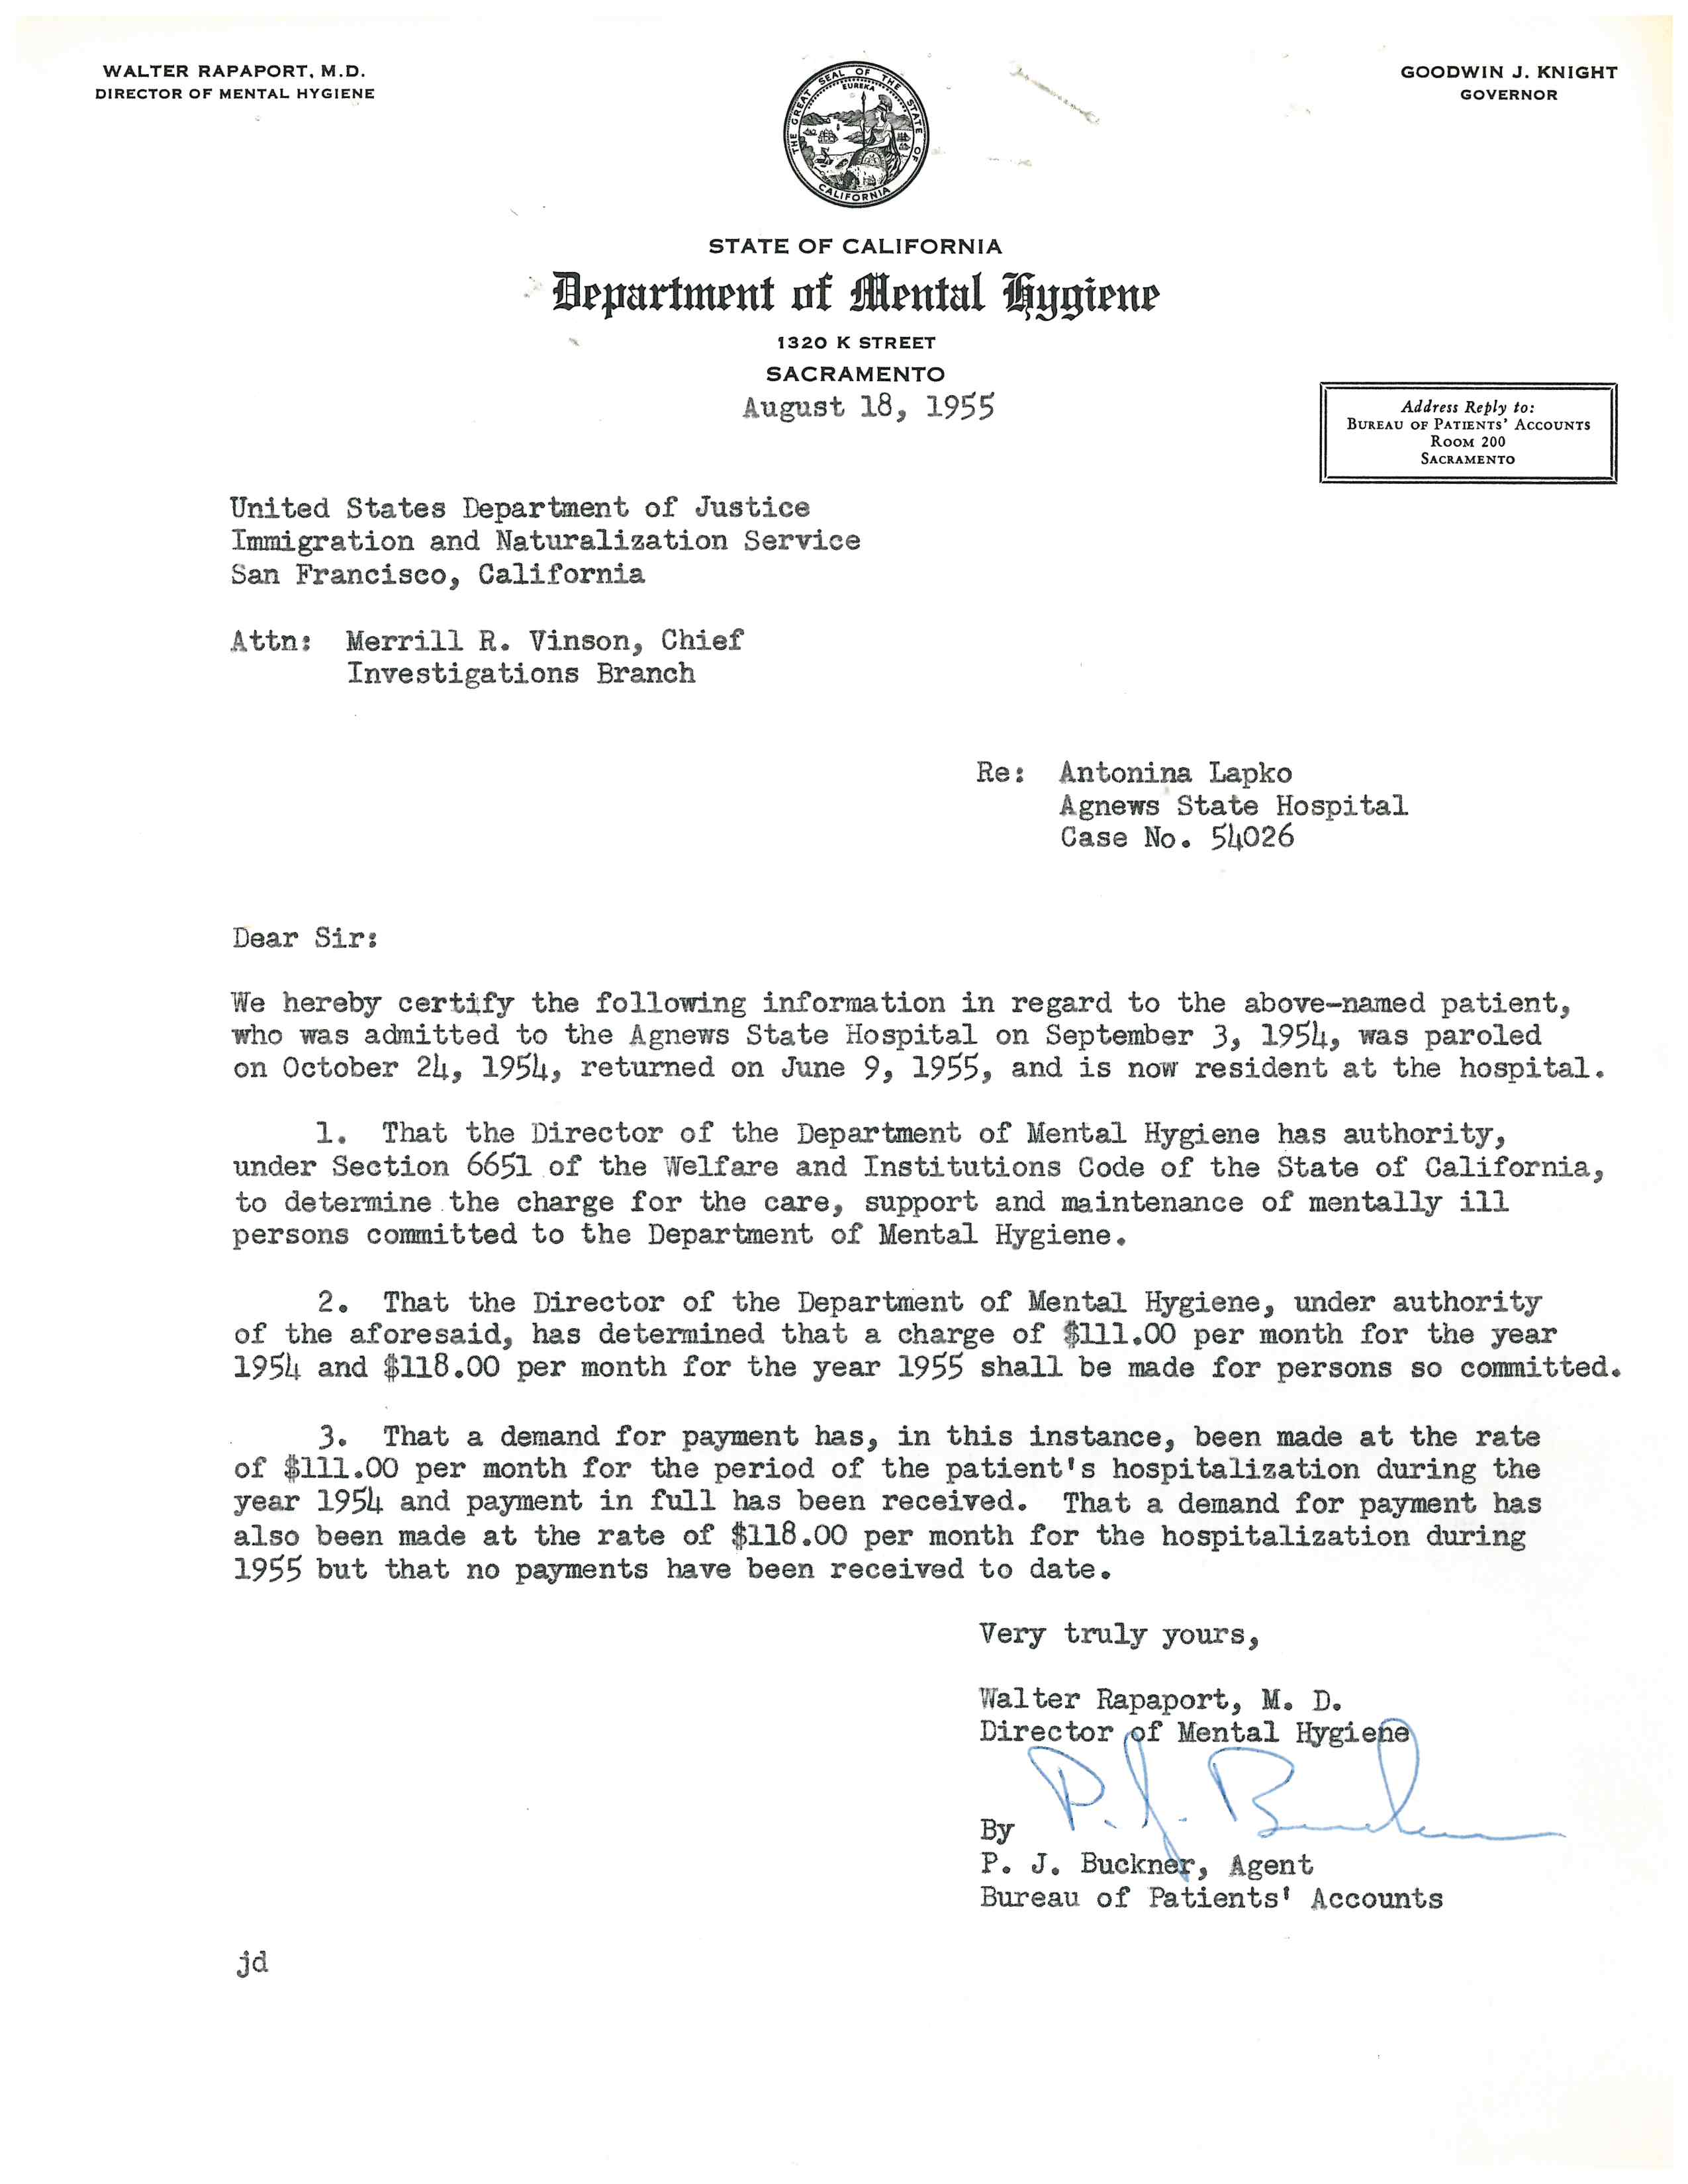 WALTER RAPAPORT, M.D.
DIRECTOR OF MENTAL HYGIENE
GOODWIN J. KNIGHT
GOVERNOR
THE GREAT SEAL OF THE STATE OF CALIFORNIA
EUREKA
STATE OF CALIFORNIA
Department of Mental Hygiene
1320 K STREET
SACRAMENTO
August 18, 1955
Address Reply to:
BUREAU OF PATIENTS' ACCOUNTS
ROOM 200
SACRAMENTO
United States Department of Justice
Immigration and Naturalization Service
San Francisco, California
Attn: Merrill R. Vinson, Chief
Investigations Branch
Re: Antonina Lapko
Agnews State Hospital
Case No. 54026
Dear Sir:
We hereby certify the following information in regard to the above-named patient,
who was admitted to the Agnews State Hospital on September 3, 1954, was paroled
on October 24, 1954, returned on June 9, 1955, and is now resident at the hospital.
1. That the Director of the Department of Mental Hygiene has authority,
under Section 6651 of the Welfare and Institutions Code of the State of California,
to determine the charge for the care, support and maintenance of mentally ill
persons committed to the Department of Mental Hygiene.
2. That the Director of the Department of Mental Hygiene, under authority
of the aforesaid, has determined that a charge of $111.00 per month for the year
1954 and $118.00 per month for the year 1955 shall be made for persons so committed.
3. That a demand for payment has, in this instance, been made at the rate
of $111.00 per month for the period of the patient's hospitalization during the
year 1954 and payment in full has been received. That a demand for payment has
also been made at the rate of $118.00 per month for the hospitalization during
1955 but that no payments have been received to date.
Very truly yours,
Walter Rapaport, M. D.
Director of Mental Hygiene
P. J. Buckner
By
P. J. Buckner, Agent
Bureau of Patients' Accounts
jd